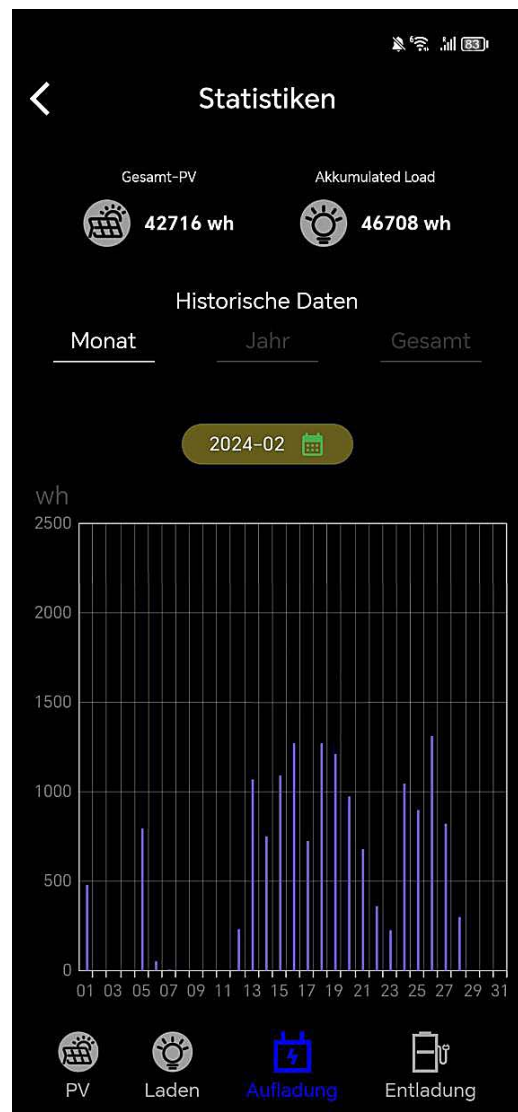 83
Statistiken
Gesamt-PV Akkumulated Load
42716 wh 46708 wh
Historische Daten
Monat Jahr Gesamt
2024-02
wh
2500
2000
1500
1000
500
0
01 03 05 07 09 11 13 15 17 19 21 23 25 27 29 31
PV Laden Aufladung Entladung